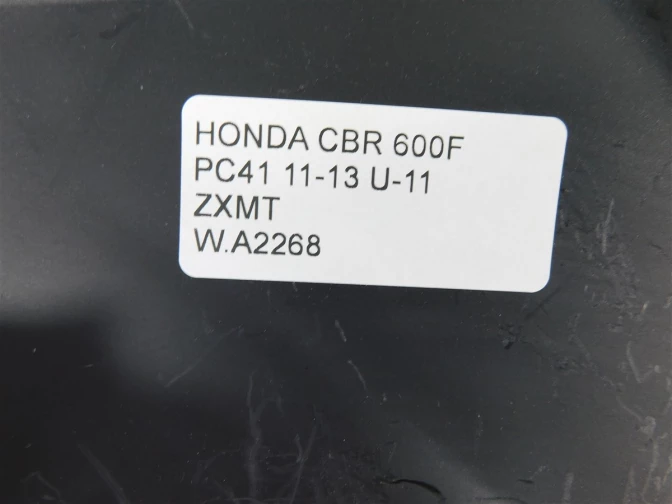 HONDA CBR 600F
PC41 11-13 U-11
ZXMT
W.A2268